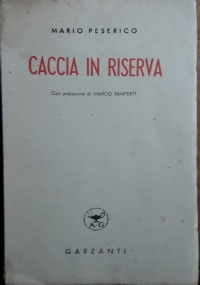 MARIO PESERICO
CACCIA IN RISERVA
Con prefazione di MARCO RAMPERTI
A G
GARZANTI